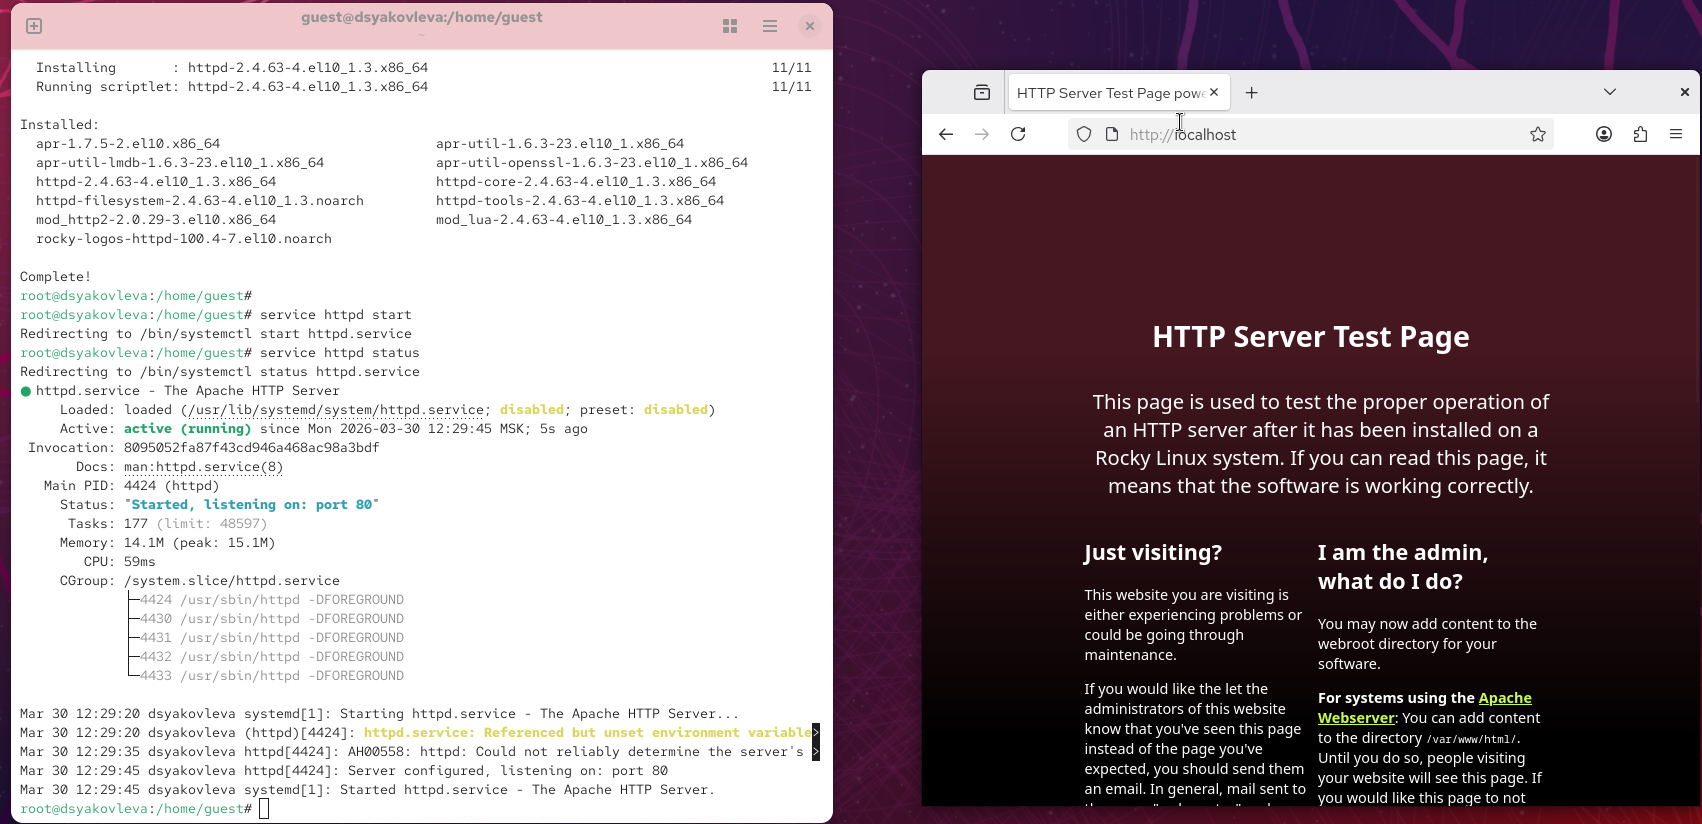 guest@dsyakovleva:/home/guest
~
  Installing       : httpd-2.4.63-4.el10_1.3.x86_64                                           11/11
  Running scriptlet: httpd-2.4.63-4.el10_1.3.x86_64                                           11/11
Installed:
  apr-1.7.5-2.el10.x86_64                           apr-util-1.6.3-23.el10_1.x86_64
  apr-util-lmdb-1.6.3-23.el10_1.x86_64              apr-util-openssl-1.6.3-23.el10_1.x86_64
  httpd-2.4.63-4.el10_1.3.x86_64                    httpd-core-2.4.63-4.el10_1.3.x86_64
  httpd-filesystem-2.4.63-4.el10_1.3.noarch         httpd-tools-2.4.63-4.el10_1.3.x86_64
  mod_http2-2.0.29-3.el10.x86_64                    mod_lua-2.4.63-4.el10_1.3.x86_64
  rocky-logos-httpd-100.4-7.el10.noarch
Complete!
root@dsyakovleva:/home/guest#
root@dsyakovleva:/home/guest# service httpd start
Redirecting to /bin/systemctl start httpd.service
root@dsyakovleva:/home/guest# service httpd status
Redirecting to /bin/systemctl status httpd.service
● httpd.service - The Apache HTTP Server
     Loaded: loaded (/usr/lib/systemd/system/httpd.service; disabled; preset: disabled)
     Active: active (running) since Mon 2026-03-30 12:29:45 MSK; 5s ago
 Invocation: 8095052fa87f43cd946a468ac98a3bdf
       Docs: man:httpd.service(8)
   Main PID: 4424 (httpd)
     Status: "Started, listening on: port 80"
      Tasks: 177 (limit: 48597)
     Memory: 14.1M (peak: 15.1M)
        CPU: 59ms
     CGroup: /system.slice/httpd.service
             ├─4424 /usr/sbin/httpd -DFOREGROUND
             ├─4430 /usr/sbin/httpd -DFOREGROUND
             ├─4431 /usr/sbin/httpd -DFOREGROUND
             ├─4432 /usr/sbin/httpd -DFOREGROUND
             └─4433 /usr/sbin/httpd -DFOREGROUND
Mar 30 12:29:20 dsyakovleva systemd[1]: Starting httpd.service - The Apache HTTP Server...
Mar 30 12:29:20 dsyakovleva (httpd)[4424]: httpd.service: Referenced but unset environment variable>
Mar 30 12:29:35 dsyakovleva httpd[4424]: AH00558: httpd: Could not reliably determine the server's >
Mar 30 12:29:45 dsyakovleva httpd[4424]: Server configured, listening on: port 80
Mar 30 12:29:45 dsyakovleva systemd[1]: Started httpd.service - The Apache HTTP Server.
root@dsyakovleva:/home/guest#
HTTP Server Test Page powe
http://localhost
HTTP Server Test Page
This page is used to test the proper operation of
an HTTP server after it has been installed on a
Rocky Linux system. If you can read this page, it
means that the software is working correctly.
Just visiting?
This website you are visiting is
either experiencing problems or
could be going through
maintenance.
If you would like the let the
administrators of this website
know that you've seen this page
instead of the page you've
expected, you should send them
an email. In general, mail sent to
I am the admin,
what do I do?
You may now add content to the
webroot directory for your
software.
For systems using the Apache
Webserver: You can add content
to the directory /var/www/html/.
Until you do so, people visiting
your website will see this page. If
you would like this page to not